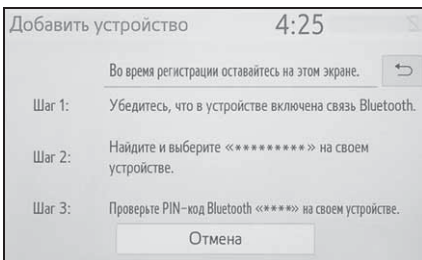 Добавить устройство 4:25
Во время регистрации оставайтесь на этом экране.
Шаг 1: Убедитесь, что в устройстве включена связь Bluetooth.
Шаг 2: Найдите и выберите «*********» на своем
устройстве.
Шаг 3: Проверьте PIN-код Bluetooth «****» на своем устройстве.
Отмена